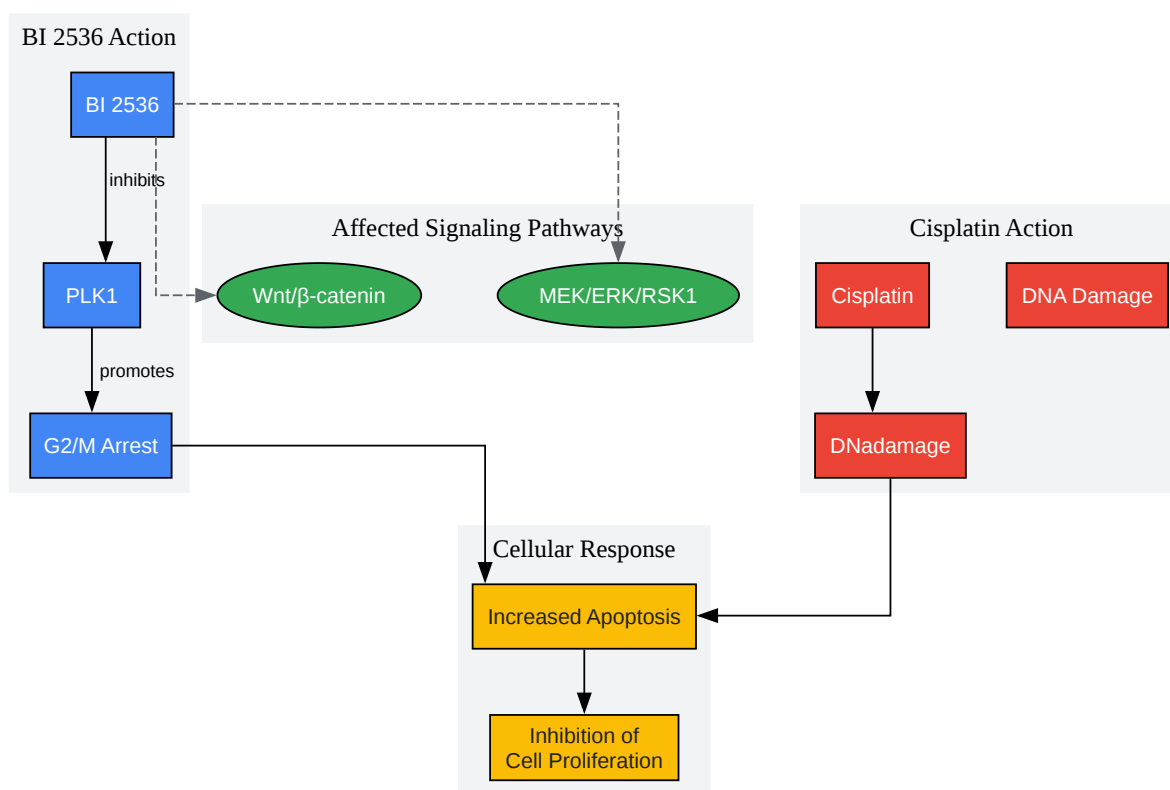 BI 2536 Action
BI 2536
inhibits
Affected Signaling Pathways
Cisplatin Action
PLK1
Wnt/β-catenin
MEK/ERK/RSK1
Cisplatin
DNA Damage
promotes
G2/M Arrest
DNadamage
Cellular Response
Increased Apoptosis
Inhibition of
Cell Proliferation